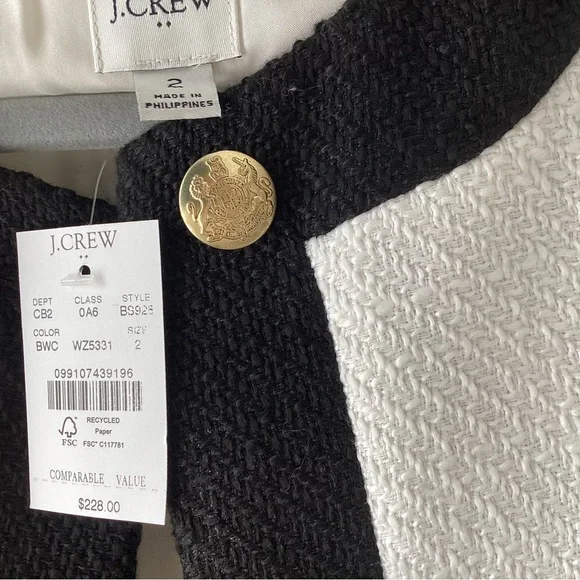 J.CREW
2
MADE IN
PHILIPPINES
J.CREW
DEPT CLASS STYLE
CB2 0A6 BS928
COLOR SIZE
BWC WZ5331 2
099107439196
RECYCLED
Paper
FSC FSC® C117781
COMPARABLE VALUE
$228.00